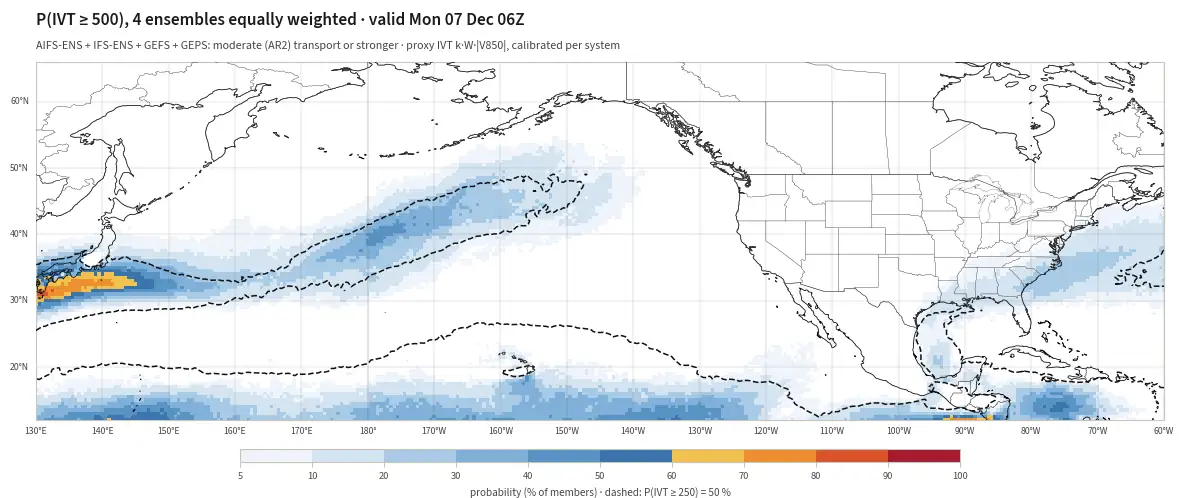 P(IVT ≥ 500), 4 ensembles equally weighted · valid Mon 07 Dec 06Z
AIFS-ENS + IFS-ENS + GEFS + GEPS: moderate (AR2) transport or stronger · proxy IVT k·W·|V850|, calibrated per system
60°N
50°N
40°N
30°N
20°N
130°E 140°E 150°E 160°E 170°E 180° 170°W 160°W 150°W 140°W 130°W 120°W 110°W 100°W 90°W 80°W 70°W 60°W
5 10 20 30 40 50 60 70 80 90 100
probability (% of members) · dashed: P(IVT ≥ 250) = 50 %